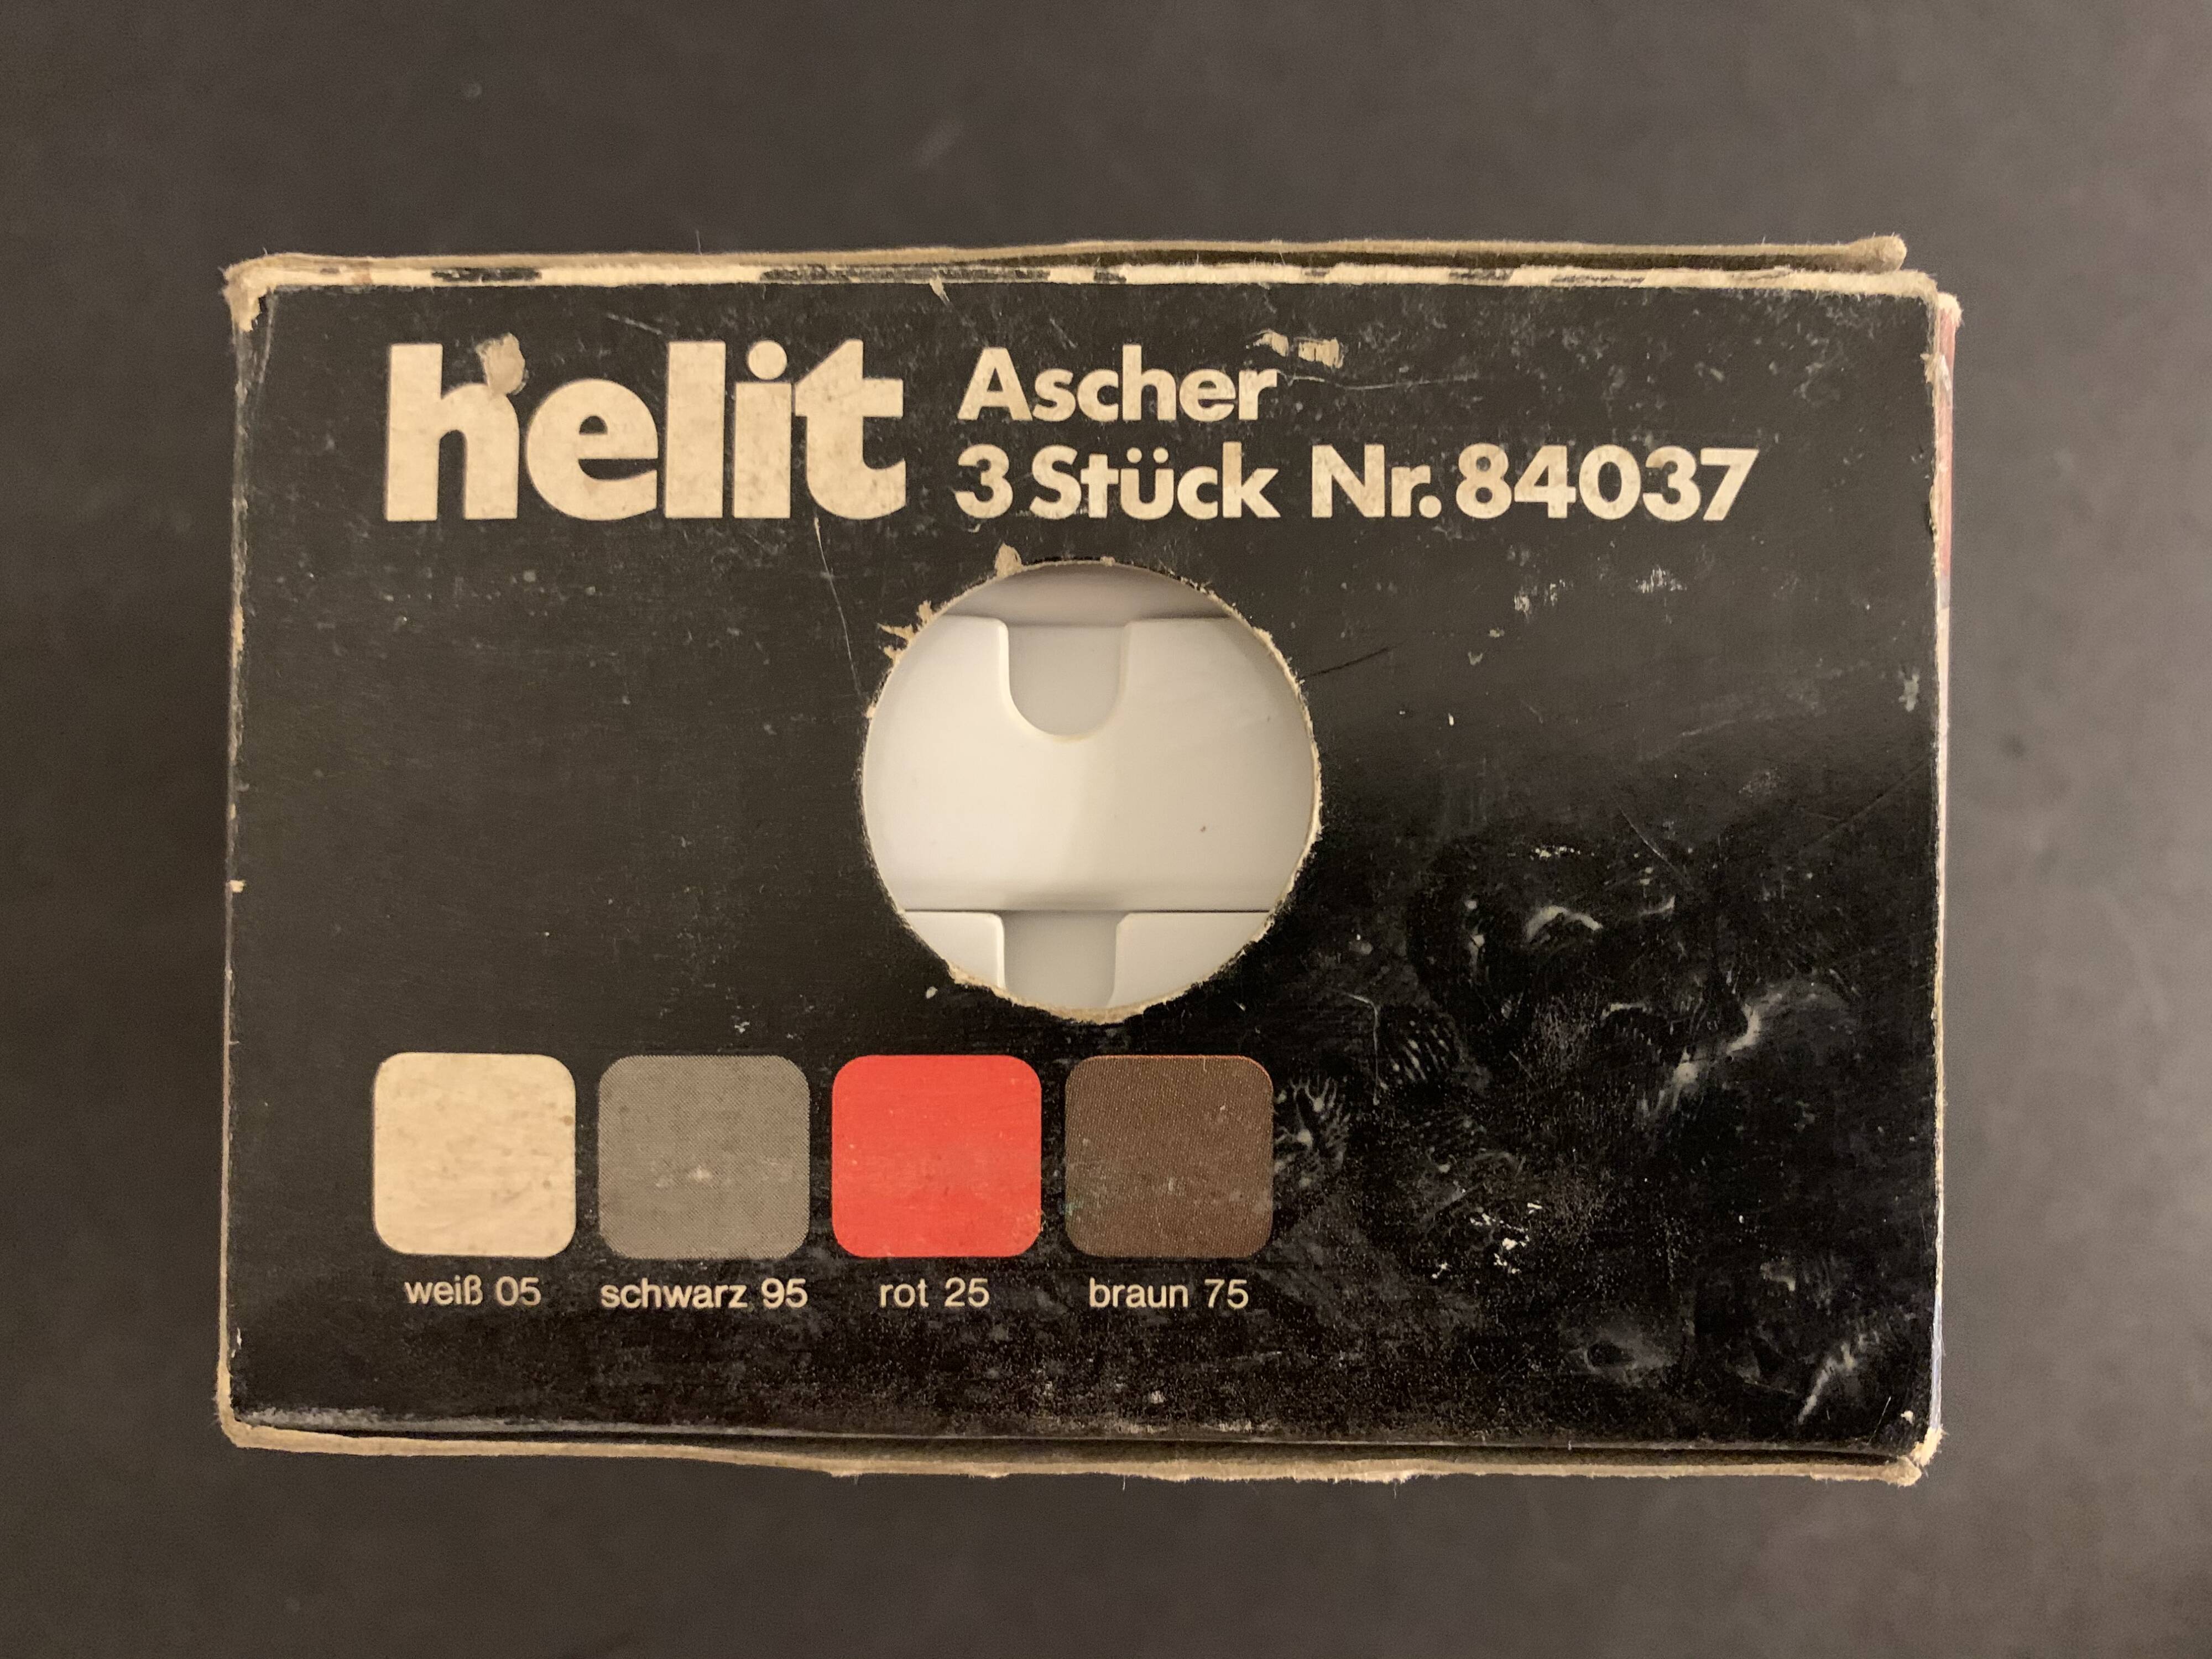 helit
Ascher
3 Stück Nr. 84037
weiß 05
schwarz 95
rot 25
braun 75